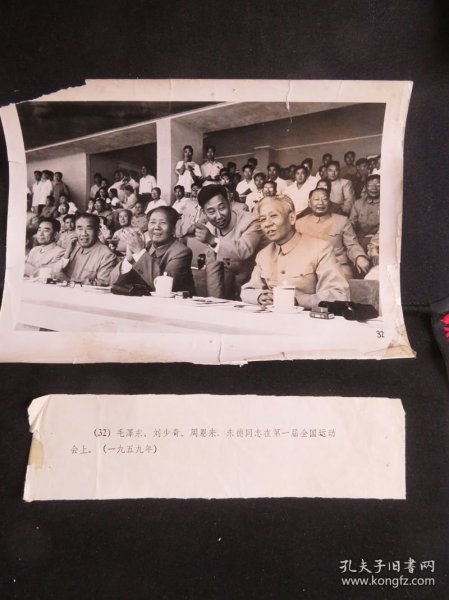 32
(32) 毛泽东、刘少奇、周恩来、朱德同志在第一届全国运动
会上。(一九五九年)
孔夫子旧书网
www.kongfz.com